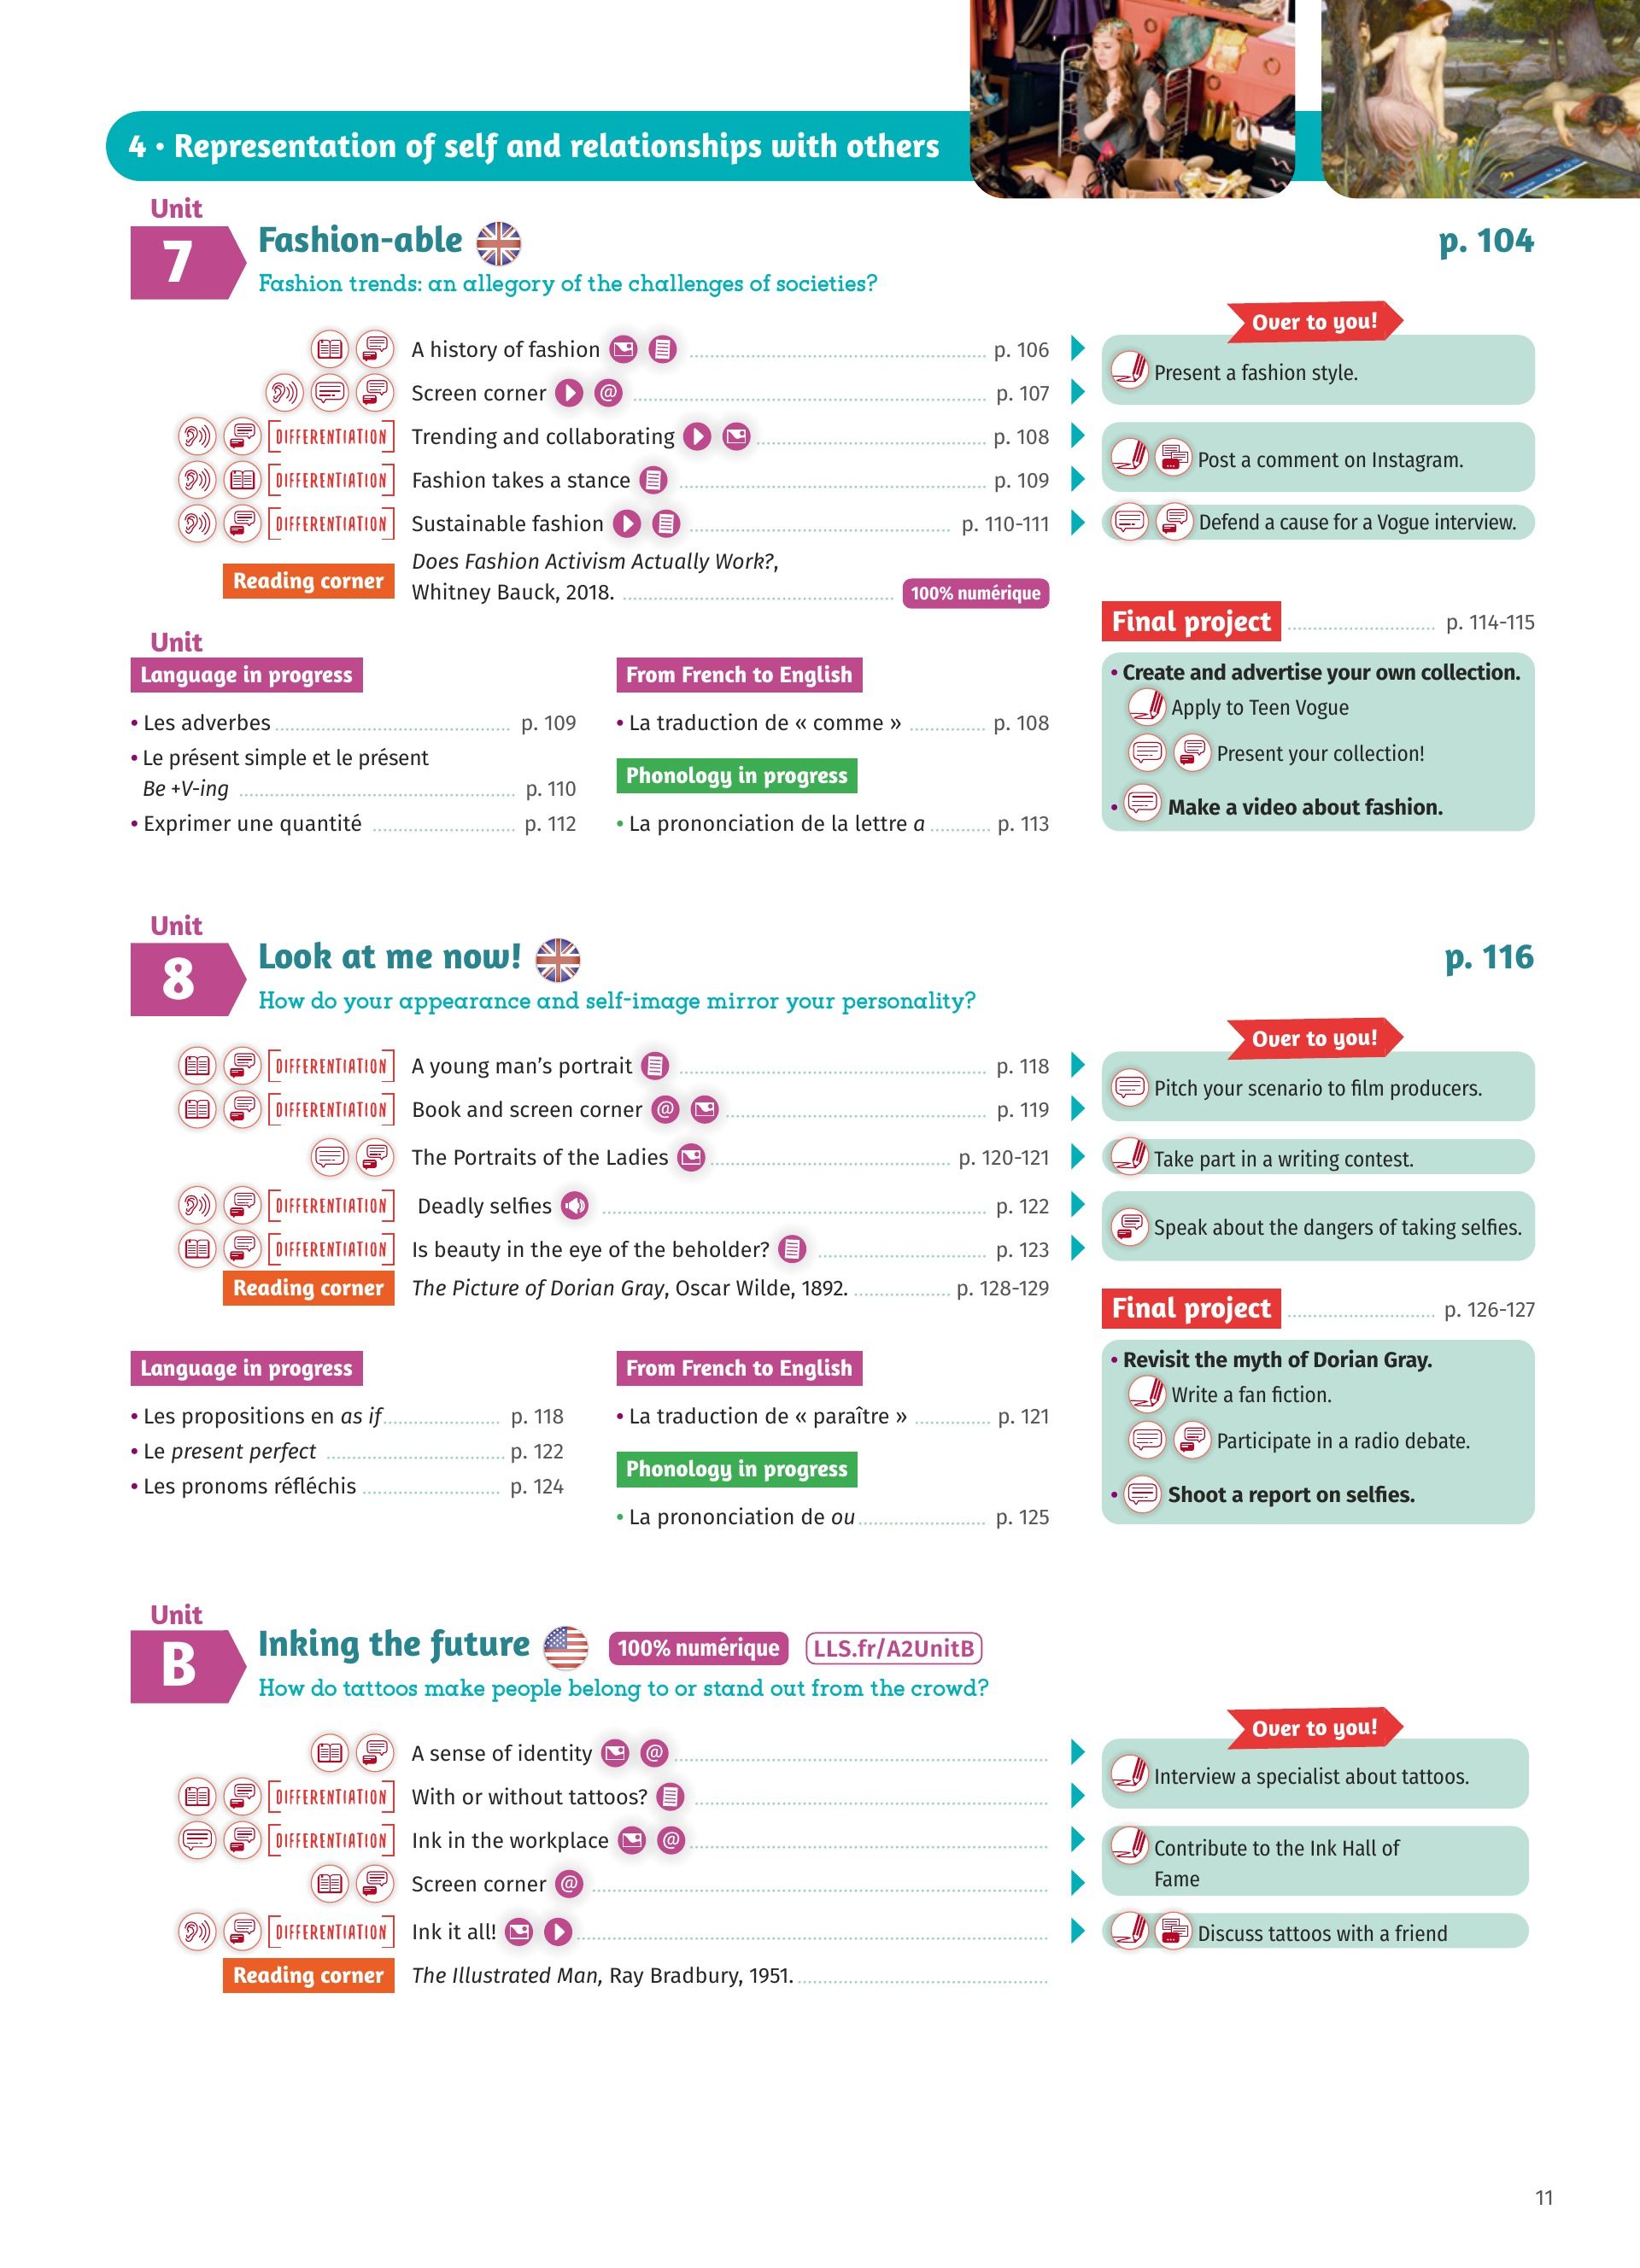 4 • Representation of self and relationships with others
Unit
7
Fashion-able
p. 104
Fashion trends: an allegory of the challenges of societies?
A history of fashion p. 106
Screen corner @ p. 107
DIFFERENTIATION Trending and collaborating p. 108
DIFFERENTIATION Fashion takes a stance p. 109
DIFFERENTIATION Sustainable fashion p. 110-111
Reading corner Does Fashion Activism Actually Work?,
Whitney Bauck, 2018. 100% numérique
Over to you!
Present a fashion style.
Post a comment on Instagram.
Defend a cause for a Vogue interview.
Final project p. 114-115
• Create and advertise your own collection.
Apply to Teen Vogue
Present your collection!
• Make a video about fashion.
Unit
Language in progress
• Les adverbes p. 109
• Le présent simple et le présent
Be +V-ing p. 110
• Exprimer une quantité p. 112
From French to English
• La traduction de « comme » p. 108
Phonology in progress
• La prononciation de la lettre a p. 113
Unit
8
Look at me now!
p. 116
How do your appearance and self-image mirror your personality?
DIFFERENTIATION A young man’s portrait p. 118
DIFFERENTIATION Book and screen corner @ p. 119
The Portraits of the Ladies p. 120-121
DIFFERENTIATION Deadly selfies p. 122
DIFFERENTIATION Is beauty in the eye of the beholder? p. 123
Reading corner The Picture of Dorian Gray, Oscar Wilde, 1892. p. 128-129
Over to you!
Pitch your scenario to film producers.
Take part in a writing contest.
Speak about the dangers of taking selfies.
Final project p. 126-127
• Revisit the myth of Dorian Gray.
Write a fan fiction.
Participate in a radio debate.
• Shoot a report on selfies.
Language in progress
• Les propositions en as if p. 118
• Le present perfect p. 122
• Les pronoms réfléchis p. 124
From French to English
• La traduction de « paraître » p. 121
Phonology in progress
• La prononciation de ou p. 125
Unit
B
Inking the future 100% numérique LLS.fr/A2UnitB
How do tattoos make people belong to or stand out from the crowd?
A sense of identity @
DIFFERENTIATION With or without tattoos?
DIFFERENTIATION Ink in the workplace @
Screen corner @
DIFFERENTIATION Ink it all!
Reading corner The Illustrated Man, Ray Bradbury, 1951.
Over to you!
Interview a specialist about tattoos.
Contribute to the Ink Hall of
Fame
Discuss tattoos with a friend
11